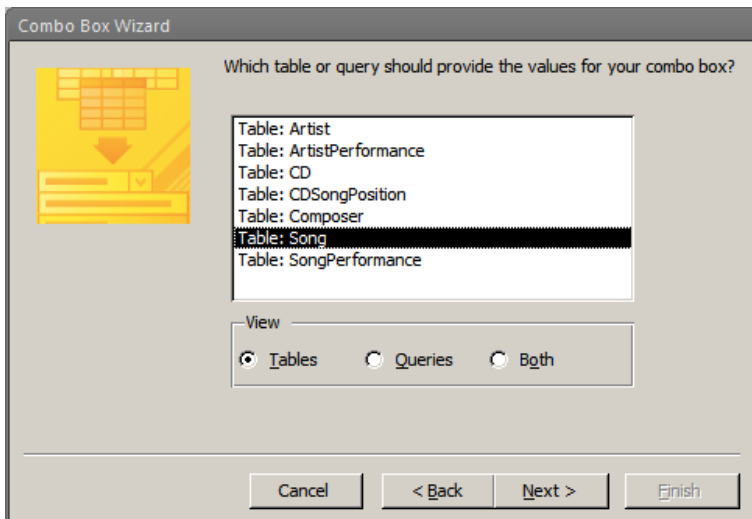 Combo Box Wizard
Which table or query should provide the values for your combo box?
Table: Artist
Table: ArtistPerformance
Table: CD
Table: CDSongPosition
Table: Composer
Table: Song
Table: SongPerformance
View
Tables Queries Both
Cancel < Back Next > Finish